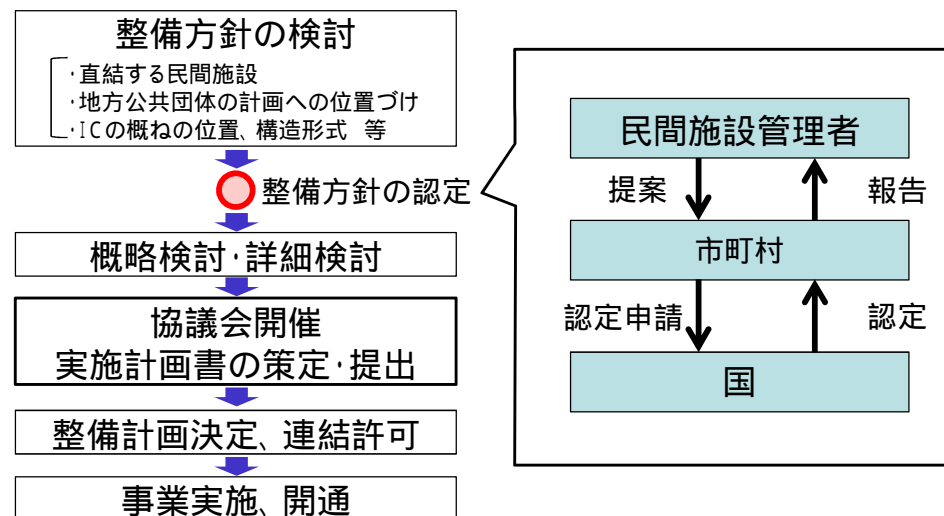 整備方針の検討
・直結する民間施設
・地方公共団体の計画への位置づけ
・ICの概ねの位置、構造形式 等
整備方針の認定
概略検討・詳細検討
協議会開催
実施計画書の策定・提出
整備計画決定、連結許可
事業実施、開通
民間施設管理者
提案
報告
市町村
認定申請
認定
国